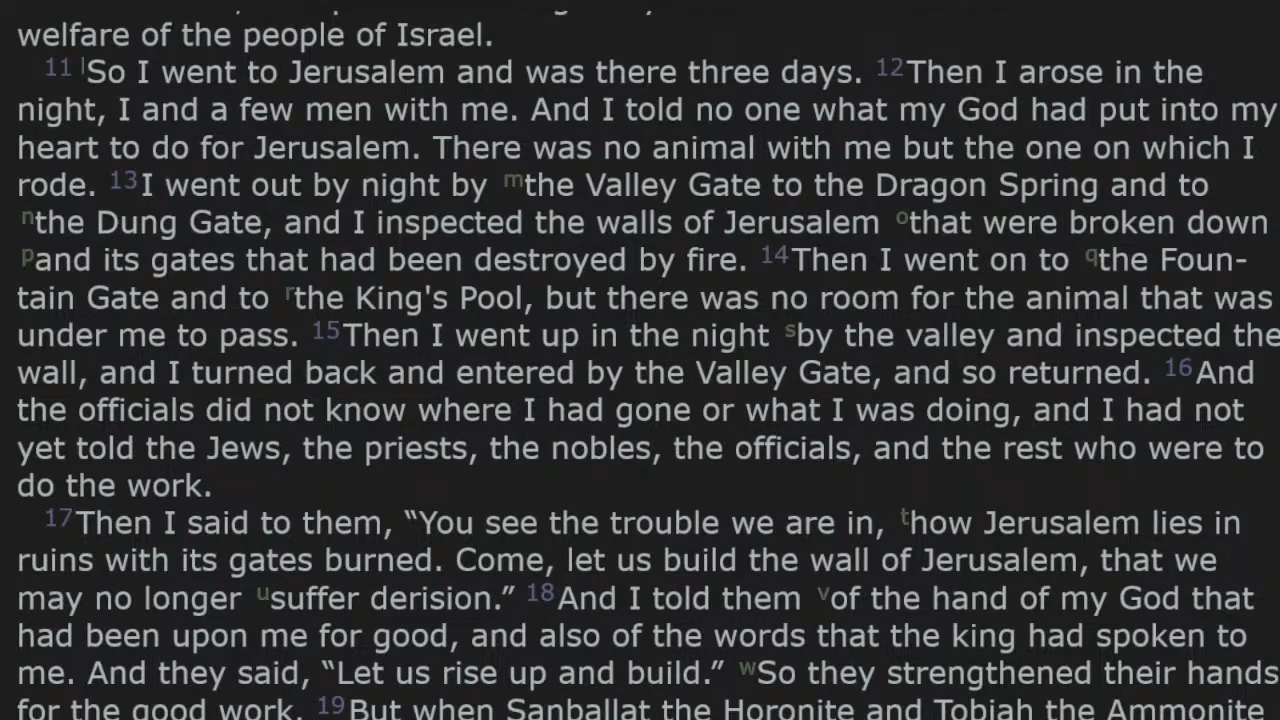 welfare of the people of Israel.
11 lSo I went to Jerusalem and was there three days. 12Then I arose in the
night, I and a few men with me. And I told no one what my God had put into my
heart to do for Jerusalem. There was no animal with me but the one on which I
rode. 13I went out by night by mthe Valley Gate to the Dragon Spring and to
nthe Dung Gate, and I inspected the walls of Jerusalem othat were broken down
pand its gates that had been destroyed by fire. 14Then I went on to qthe Foun-
tain Gate and to rthe King's Pool, but there was no room for the animal that was
under me to pass. 15Then I went up in the night sby the valley and inspected the
wall, and I turned back and entered by the Valley Gate, and so returned. 16And
the officials did not know where I had gone or what I was doing, and I had not
yet told the Jews, the priests, the nobles, the officials, and the rest who were to
do the work.
17Then I said to them, “You see the trouble we are in, thow Jerusalem lies in
ruins with its gates burned. Come, let us build the wall of Jerusalem, that we
may no longer usuffer derision.” 18And I told them vof the hand of my God that
had been upon me for good, and also of the words that the king had spoken to
me. And they said, “Let us rise up and build.” wSo they strengthened their hands
for the good work. 19But when Sanballat the Horonite and Tobiah the Ammonite